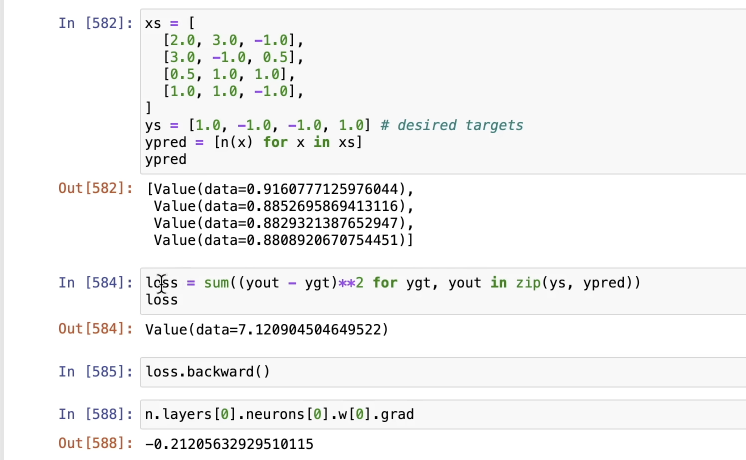 In [582]: xs = [
[2.0, 3.0, -1.0],
[3.0, -1.0, 0.5],
[0.5, 1.0, 1.0],
[1.0, 1.0, -1.0],
]
ys = [1.0, -1.0, -1.0, 1.0] # desired targets
ypred = [n(x) for x in xs]
ypred
Out[582]: [Value(data=0.9160777125976044),
Value(data=0.8852695869413116),
Value(data=0.8829321387652947),
Value(data=0.8808920670754451)]
In [584]: loss = sum((yout - ygt)**2 for ygt, yout in zip(ys, ypred))
loss
Out[584]: Value(data=7.120904504649522)
In [585]: loss.backward()
In [588]: n.layers[0].neurons[0].w[0].grad
Out[588]: -0.21205632929510115